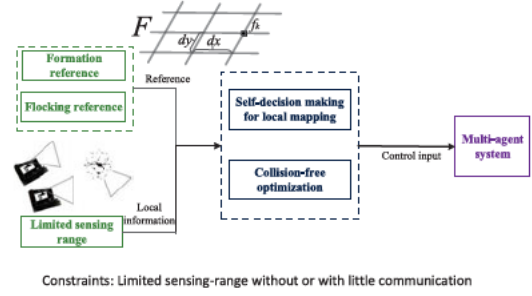 F
f_k
dy
dx
Formation
reference
Flocking reference
Reference
Self-decision making
for local mapping
Collision-free
optimization
Control input
Multi-agent
system
Local
information
Limited sensing
range
Constraints: Limited sensing-range without or with little communication